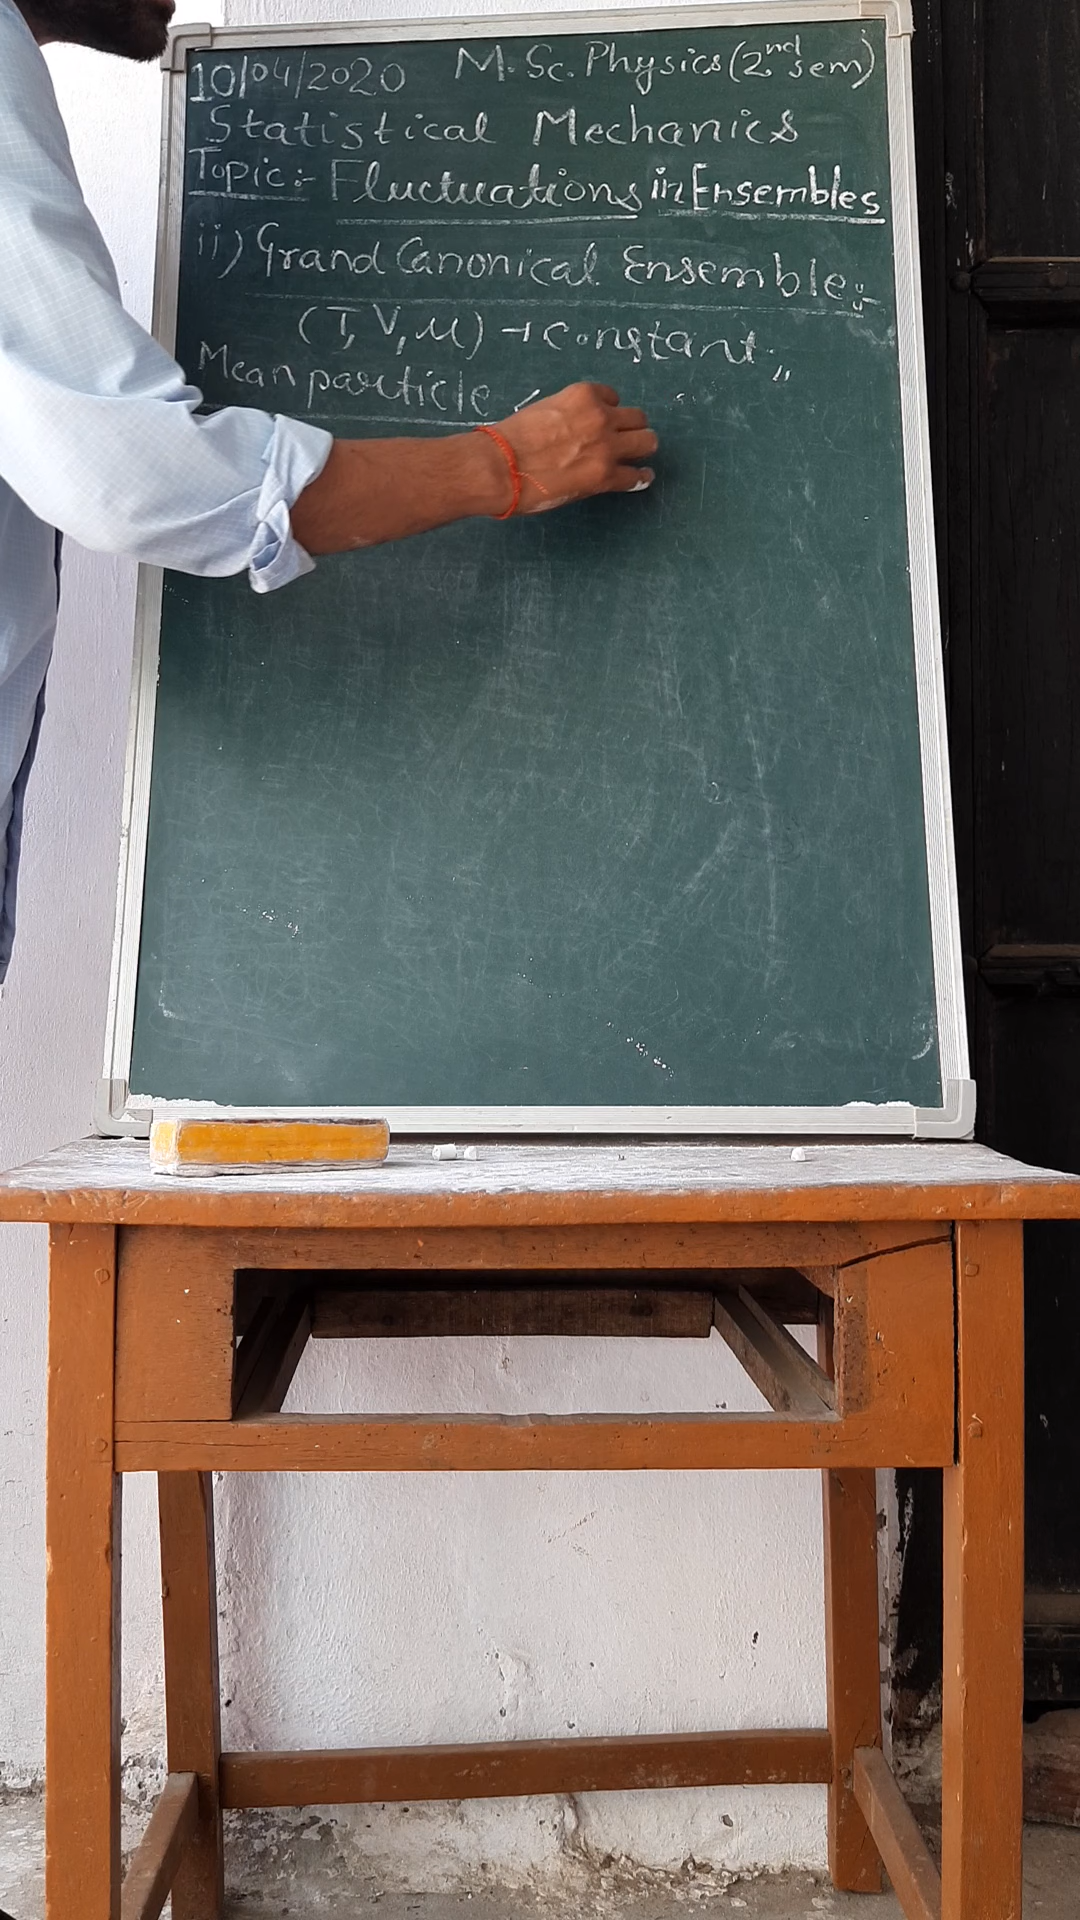 10/04/2020 M.Sc. Physics (2nd sem)
Statistical Mechanics
Topic:- Fluctuations in Ensembles
ii) Grand Canonical Ensemble:-
(T, V, μ) → constant.
Mean particle <